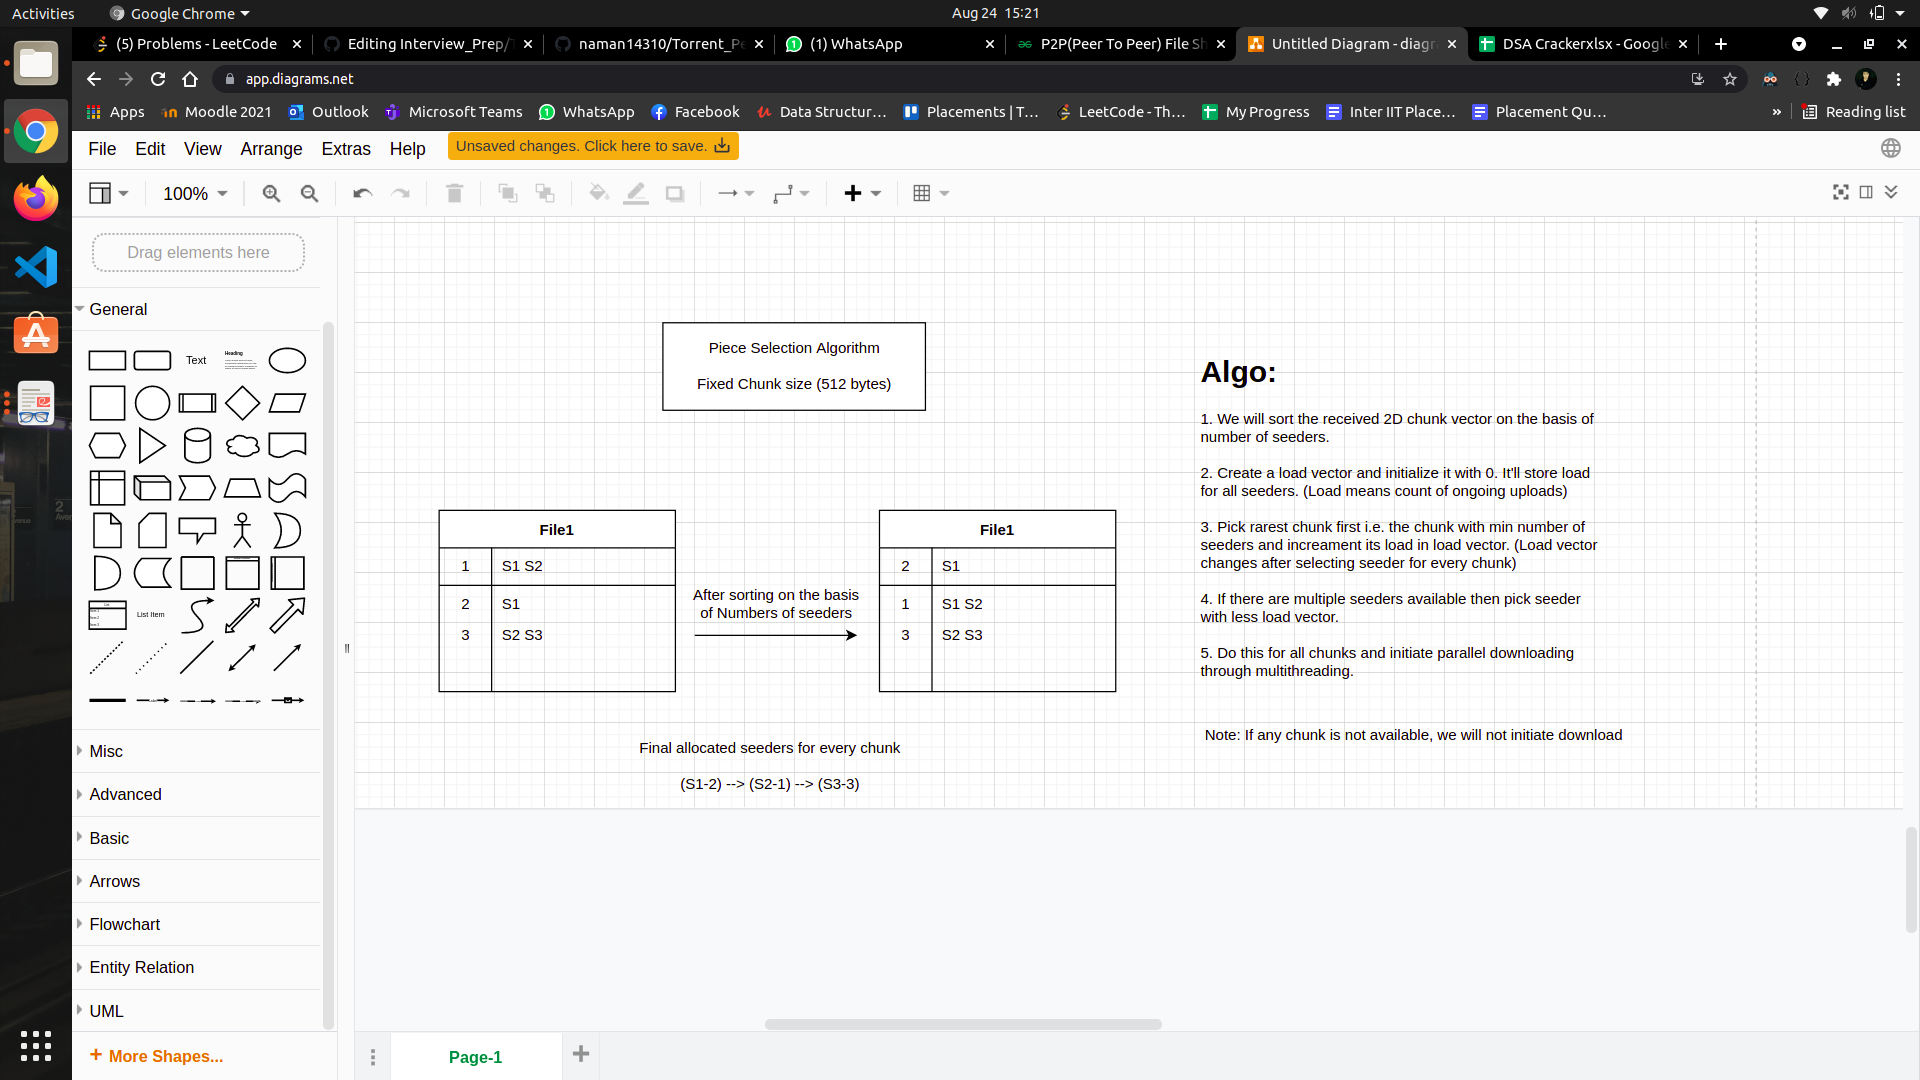 Activities
Google Chrome
Aug 24 15:21
(5) Problems - LeetCode
Editing Interview_Prep/
naman14310/Torrent_Pe
(1) WhatsApp
P2P(Peer To Peer) File Sh
Untitled Diagram - diagr
DSA Crackerxlsx - Google
app.diagrams.net
Apps
Moodle 2021
Outlook
Microsoft Teams
WhatsApp
Facebook
Data Structur...
Placements | T...
LeetCode - Th...
My Progress
Inter IIT Place...
Placement Qu...
»
Reading list
File
Edit
View
Arrange
Extras
Help
Unsaved changes. Click here to save.
100%
Drag elements here
General
Text
Heading
List
List Item
Misc
Advanced
Basic
Arrows
Flowchart
Entity Relation
UML
+ More Shapes...
Piece Selection Algorithm
Fixed Chunk size (512 bytes)
File1
1 S1 S2
2 S1
3 S2 S3
After sorting on the basis
of Numbers of seeders
File1
2 S1
1 S1 S2
3 S2 S3
Final allocated seeders for every chunk
(S1-2) --> (S2-1) --> (S3-3)
Algo:
1. We will sort the received 2D chunk vector on the basis of
number of seeders.
2. Create a load vector and initialize it with 0. It'll store load
for all seeders. (Load means count of ongoing uploads)
3. Pick rarest chunk first i.e. the chunk with min number of
seeders and increament its load in load vector. (Load vector
changes after selecting seeder for every chunk)
4. If there are multiple seeders available then pick seeder
with less load vector.
5. Do this for all chunks and initiate parallel downloading
through multithreading.
Note: If any chunk is not available, we will not initiate download
Page-1